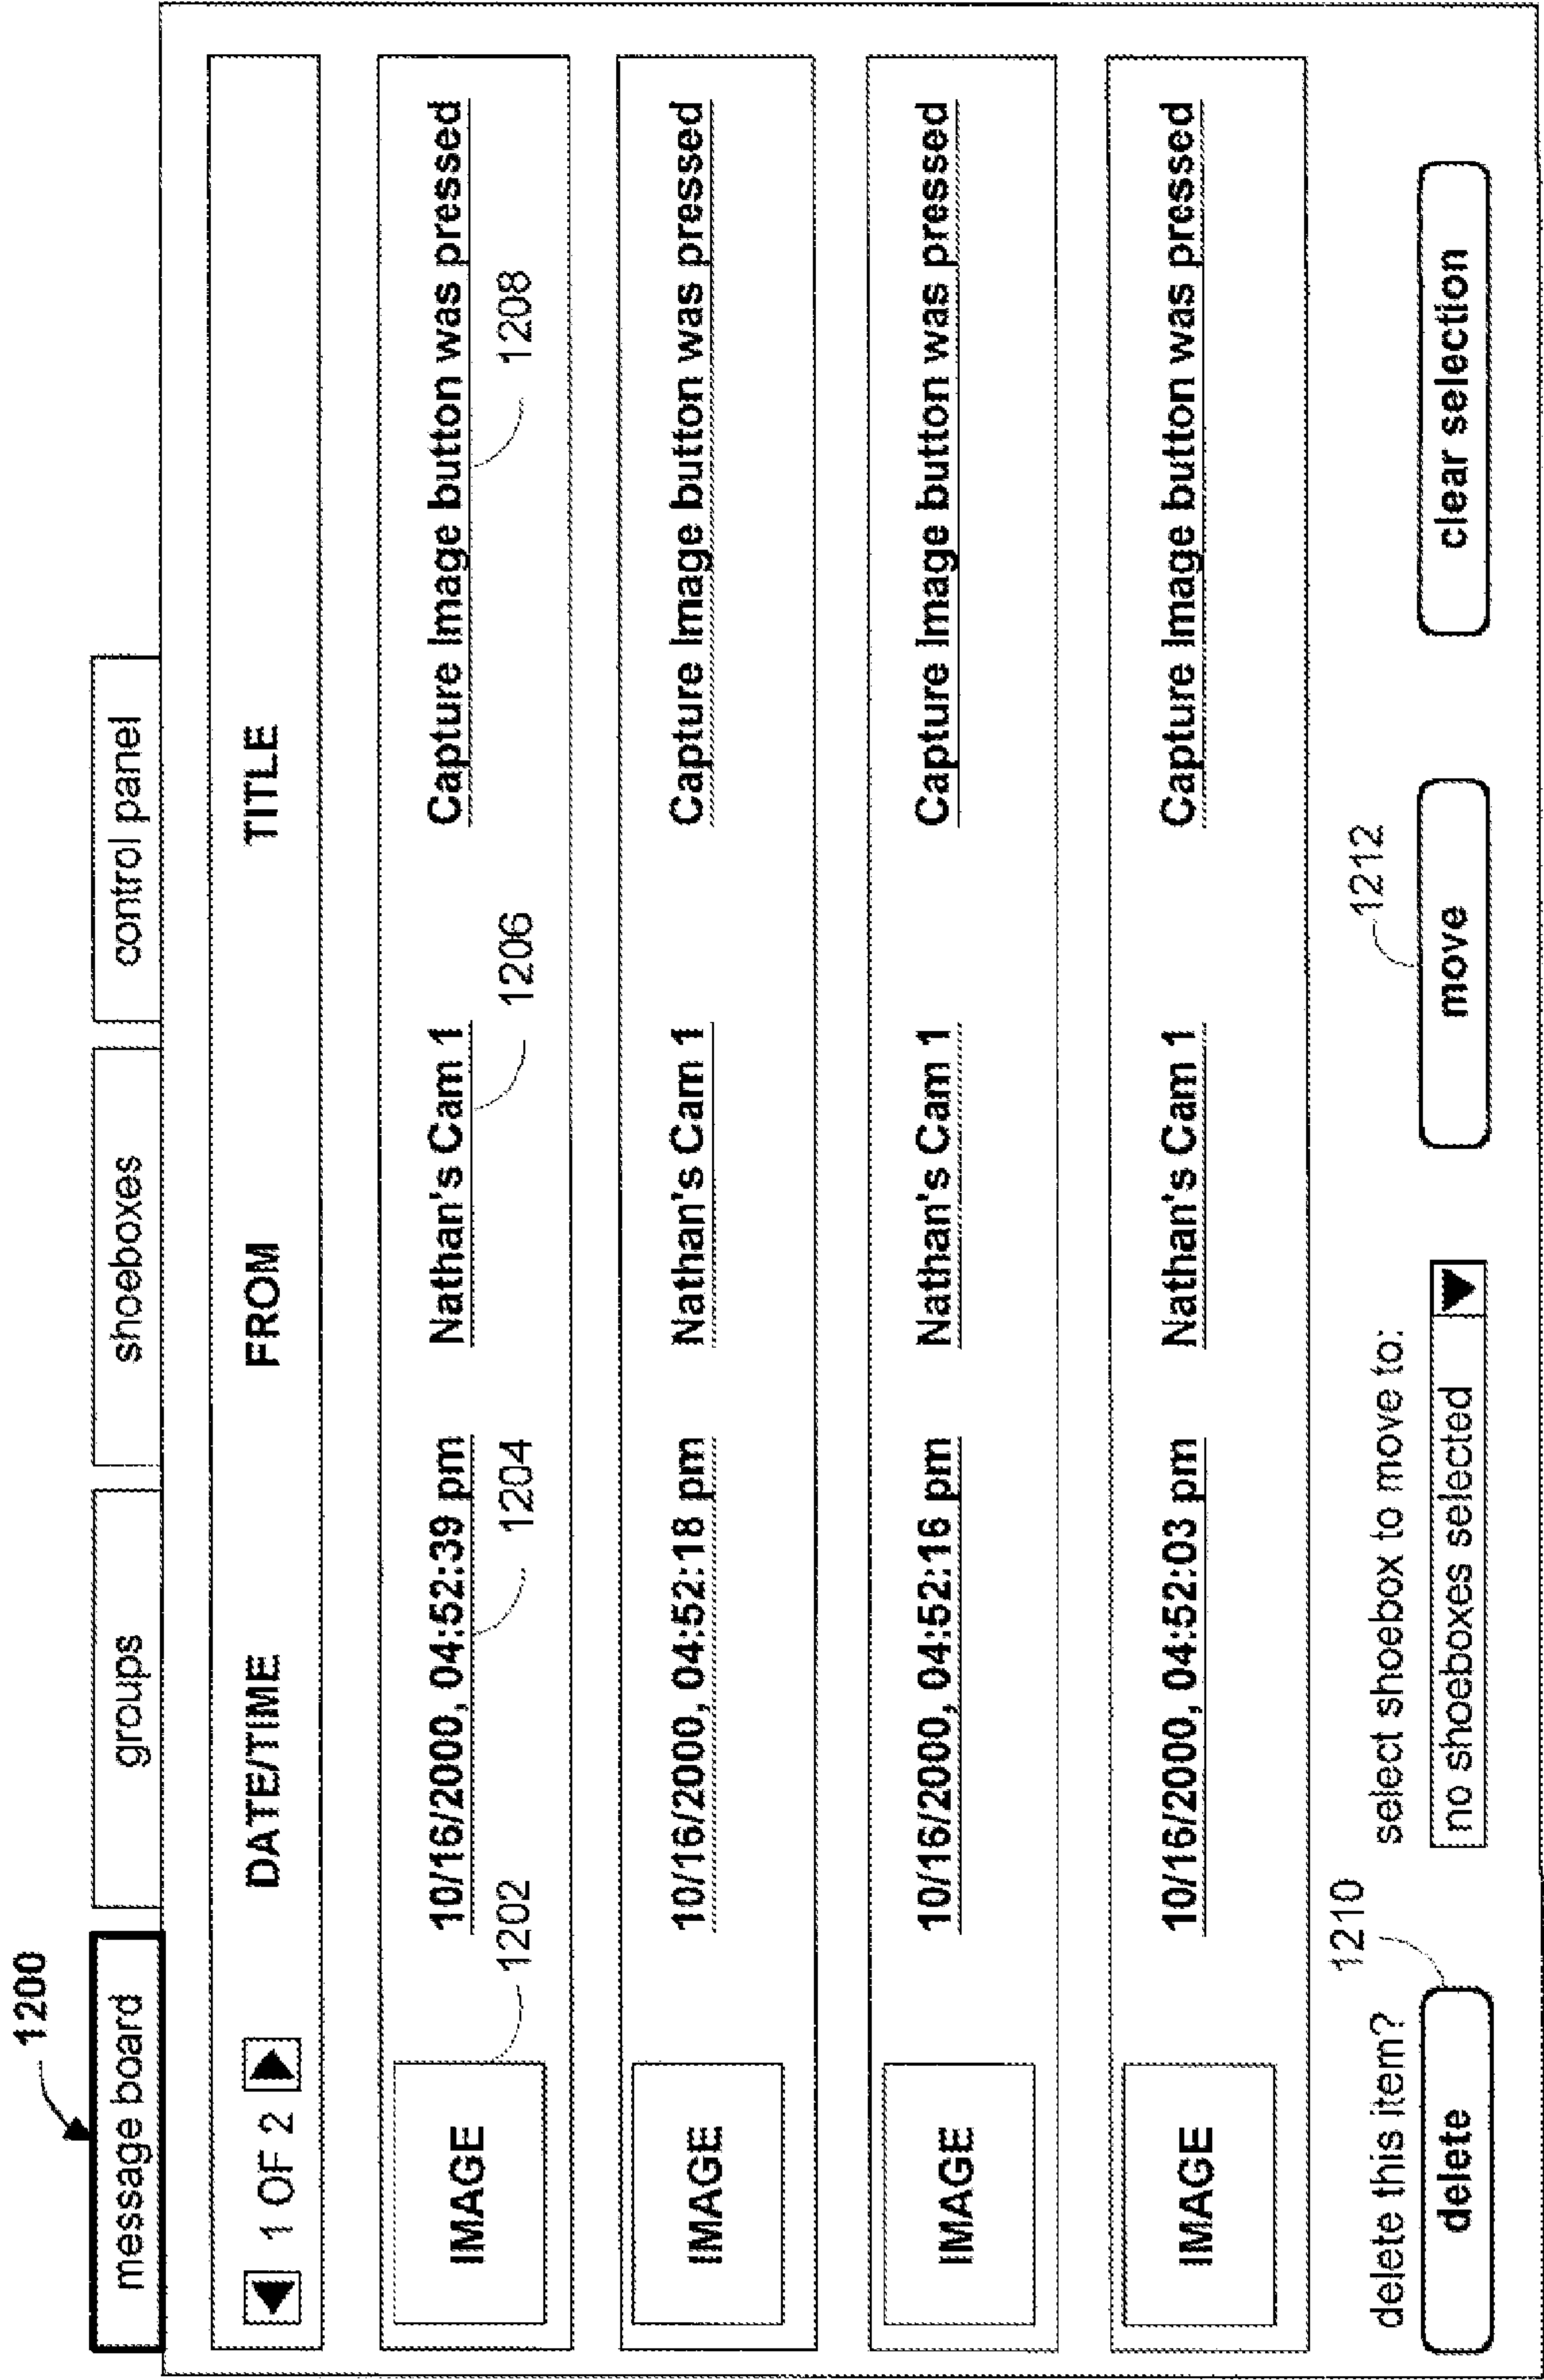 1200
message board groups shoeboxes control panel
1 OF 2 DATE/TIME FROM TITLE
IMAGE 10/16/2000, 04:52:39 pm Nathan's Cam 1 Capture Image button was pressed
1202 1204 1206 1208
IMAGE 10/16/2000, 04:52:18 pm Nathan's Cam 1 Capture Image button was pressed
IMAGE 10/16/2000, 04:52:16 pm Nathan's Cam 1 Capture Image button was pressed
IMAGE 10/16/2000, 04:52:03 pm Nathan's Cam 1 Capture Image button was pressed
1210 1212
delete this item? select shoebox to move to:
delete no shoeboxes selected move clear selection